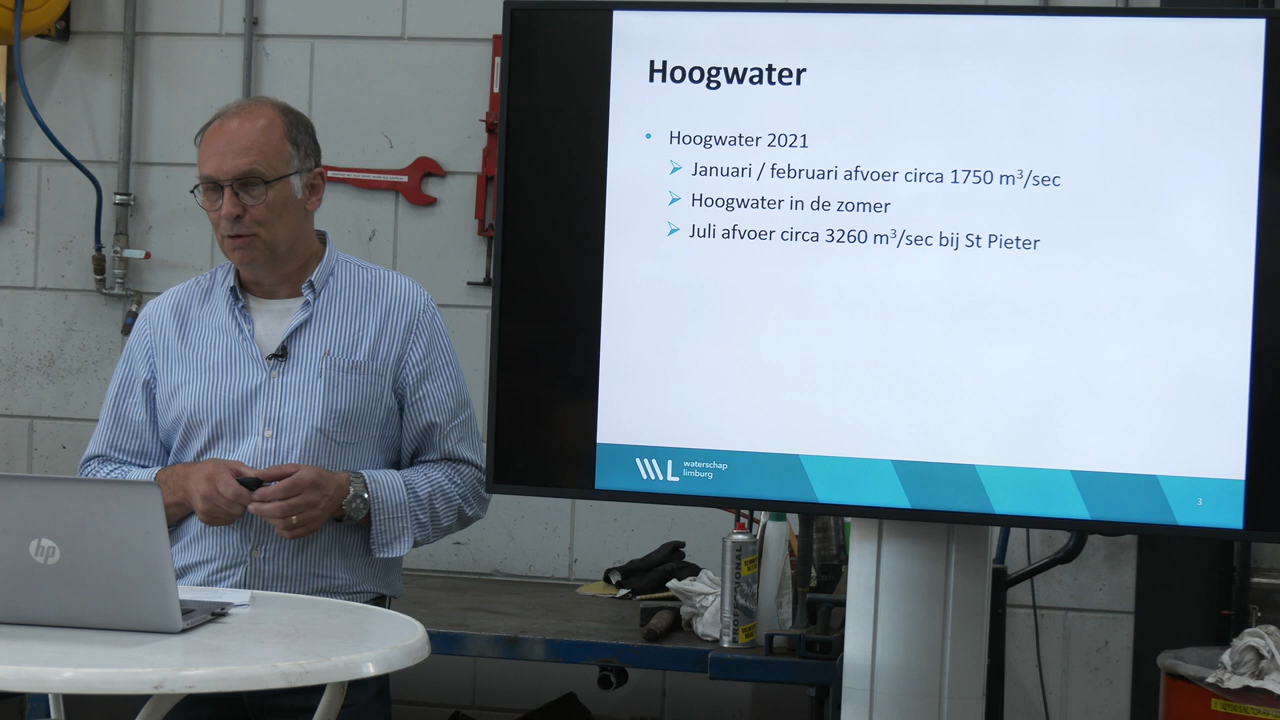 Hoogwater
• Hoogwater 2021
Januari / februari afvoer circa 1750 m³/sec
Hoogwater in de zomer
Juli afvoer circa 3260 m³/sec bij St Pieter
waterschap
limburg
3
hp
PROFESSIONAL